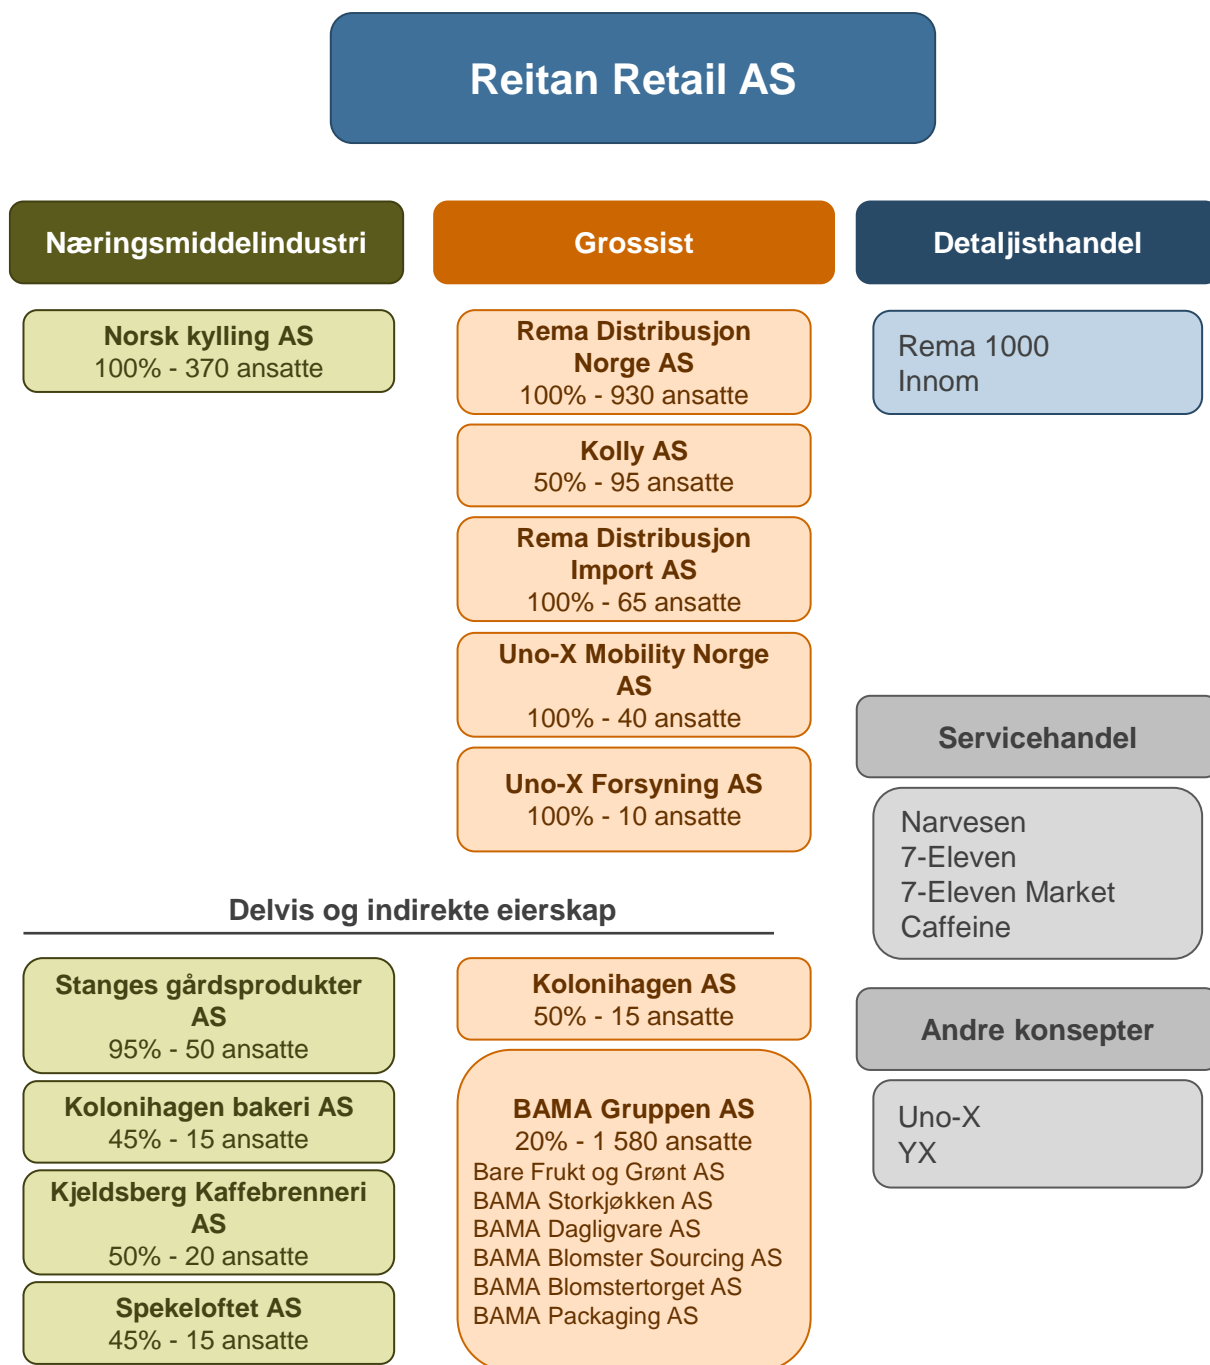 Reitan Retail AS
Næringsmiddelindustri
Norsk kylling AS
100% - 370 ansatte
Grossist
Rema Distribusjon
Norge AS
100% - 930 ansatte
Kolly AS
50% - 95 ansatte
Rema Distribusjon
Import AS
100% - 65 ansatte
Uno-X Mobility Norge
AS
100% - 40 ansatte
Uno-X Forsyning AS
100% - 10 ansatte
Detaljisthandel
Rema 1000
Innom
Servicehandel
Narvesen
7-Eleven
7-Eleven Market
Caffeine
Andre konsepter
Uno-X
YX
Delvis og indirekte eierskap
Stanges gårdsprodukter
AS
95% - 50 ansatte
Kolonihagen bakeri AS
45% - 15 ansatte
Kjeldsberg Kaffebrenneri
AS
50% - 20 ansatte
Spekeloftet AS
45% - 15 ansatte
Kolonihagen AS
50% - 15 ansatte
BAMA Gruppen AS
20% - 1 580 ansatte
Bare Frukt og Grønt AS
BAMA Storkjøkken AS
BAMA Dagligvare AS
BAMA Blomster Sourcing AS
BAMA Blomstertorget AS
BAMA Packaging AS